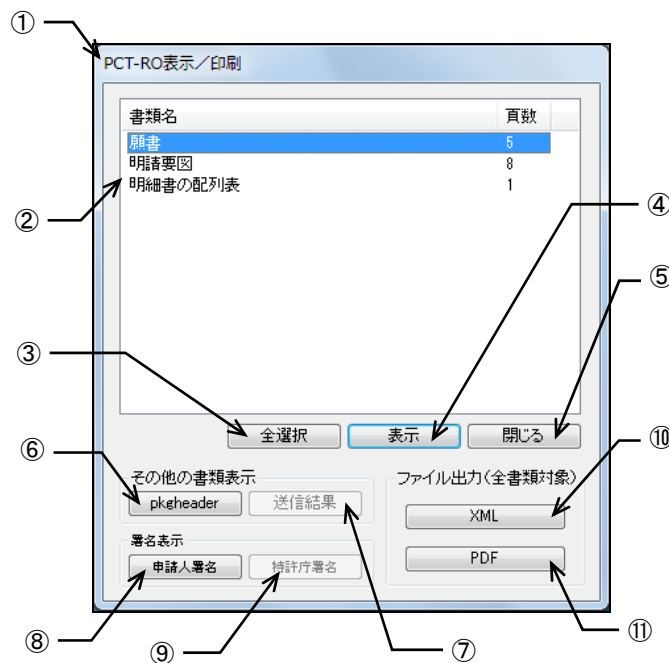 ①
PCT-RO表示／印刷
書類名 頁数
願書 5
明請要図 8
明細書の配列表 1
②
④
⑤
③
全選択 表示 閉じる
⑥
⑩
その他の書類表示
pkgheader 送信結果
ファイル出力(全書類対象)
XML
署名表示
申請人署名 特許庁署名
PDF
⑧
⑨
⑦
⑪